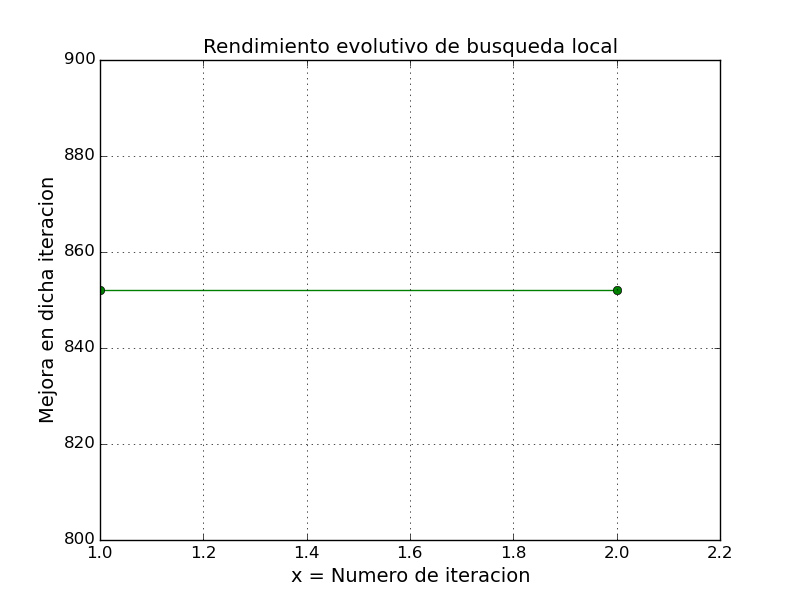 Rendimiento evolutivo de busqueda local
900
880
860
840
820
800
Mejora en dicha iteracion
1.0 1.2 1.4 1.6 1.8 2.0 2.2
x = Numero de iteracion